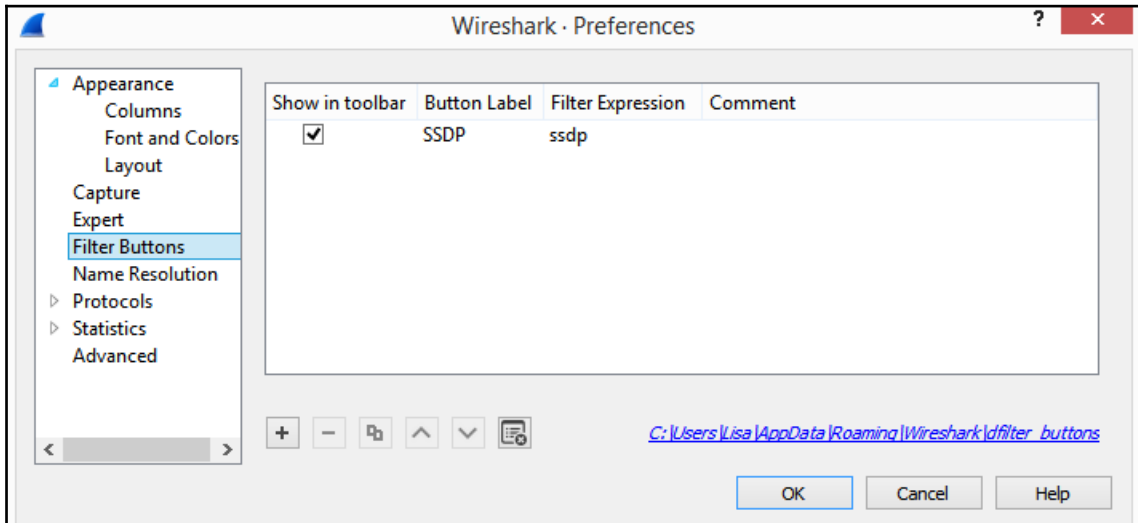 Wireshark · Preferences
?
×
Appearance
Columns
Font and Colors
Layout
Capture
Expert
Filter Buttons
Name Resolution
Protocols
Statistics
Advanced
Show in toolbar Button Label Filter Expression Comment
SSDP ssdp
C:\Users\Lisa\AppData\Roaming\Wireshark\dfilter_buttons
OK Cancel Help